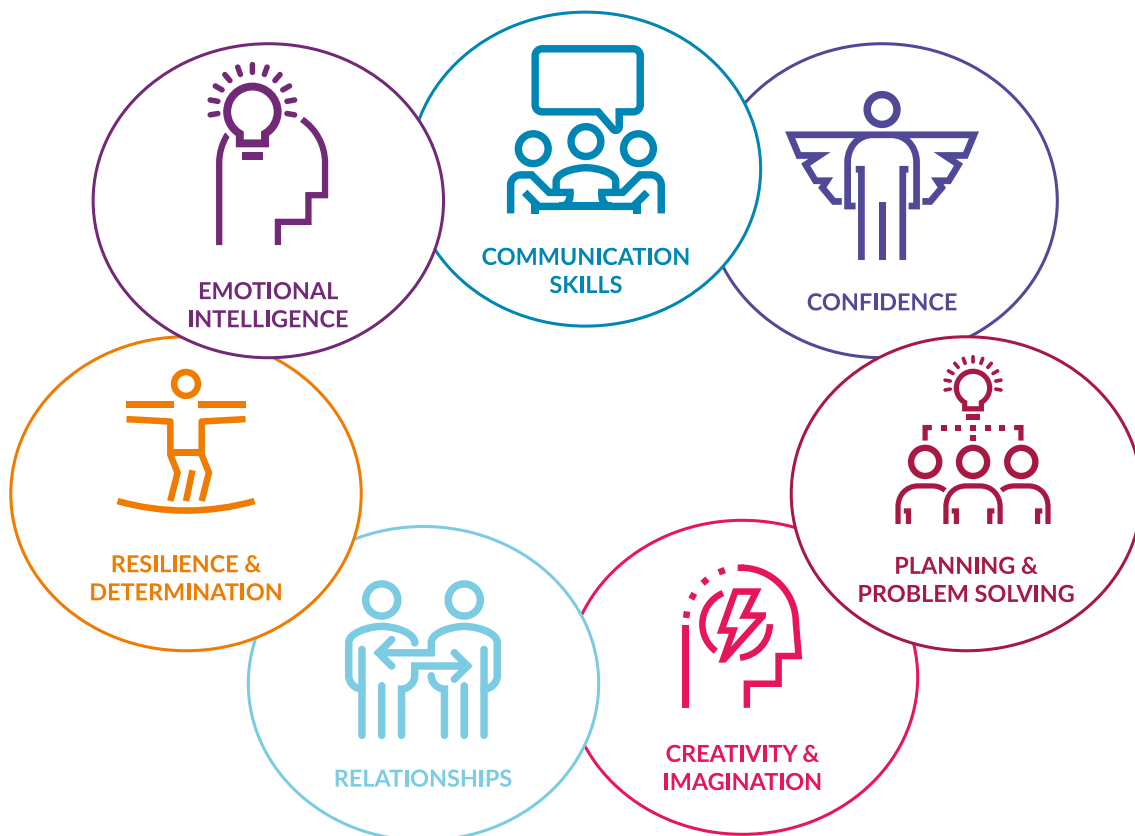 COMMUNICATION
SKILLS
EMOTIONAL
INTELLIGENCE
CONFIDENCE
RESILIENCE &
DETERMINATION
PLANNING &
PROBLEM SOLVING
RELATIONSHIPS
CREATIVITY &
IMAGINATION